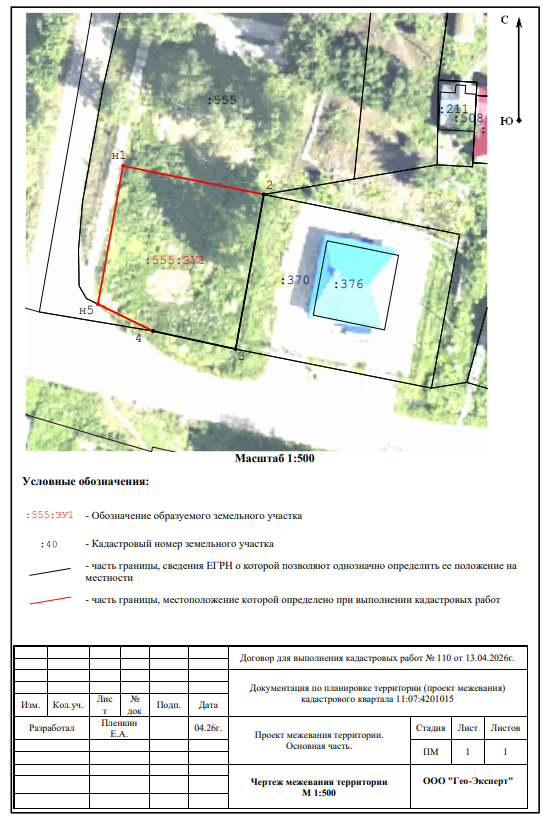 С
:555
:211
:508
Ю
н1
2
:555:ЗУ1
:370
:376
н5
4
3
Масштаб 1:500
Условные обозначения:
:555:ЗУ1 - Обозначение образуемого земельного участка
:40 - Кадастровый номер земельного участка
- часть границы, сведения ЕГРН о которой позволяют однозначно определить ее положение на
местности
- часть границы, местоположение которой определено при выполнении кадастровых работ
Договор для выполнения кадастровых работ № 110 от 13.04.2026г.
Документация по планировке территории (проект межевания)
кадастрового квартала 11:07:4201015
Изм. Кол.уч. Лис
т № 
док Подп. Дата
Разработал Пленкин
Е.А. 04.26г.
Проект межевания территории.
Основная часть.
Стадия Лист Листов
ПМ 1 1
Чертеж межевания территории
М 1:500
ООО "Гео-Эксперт"